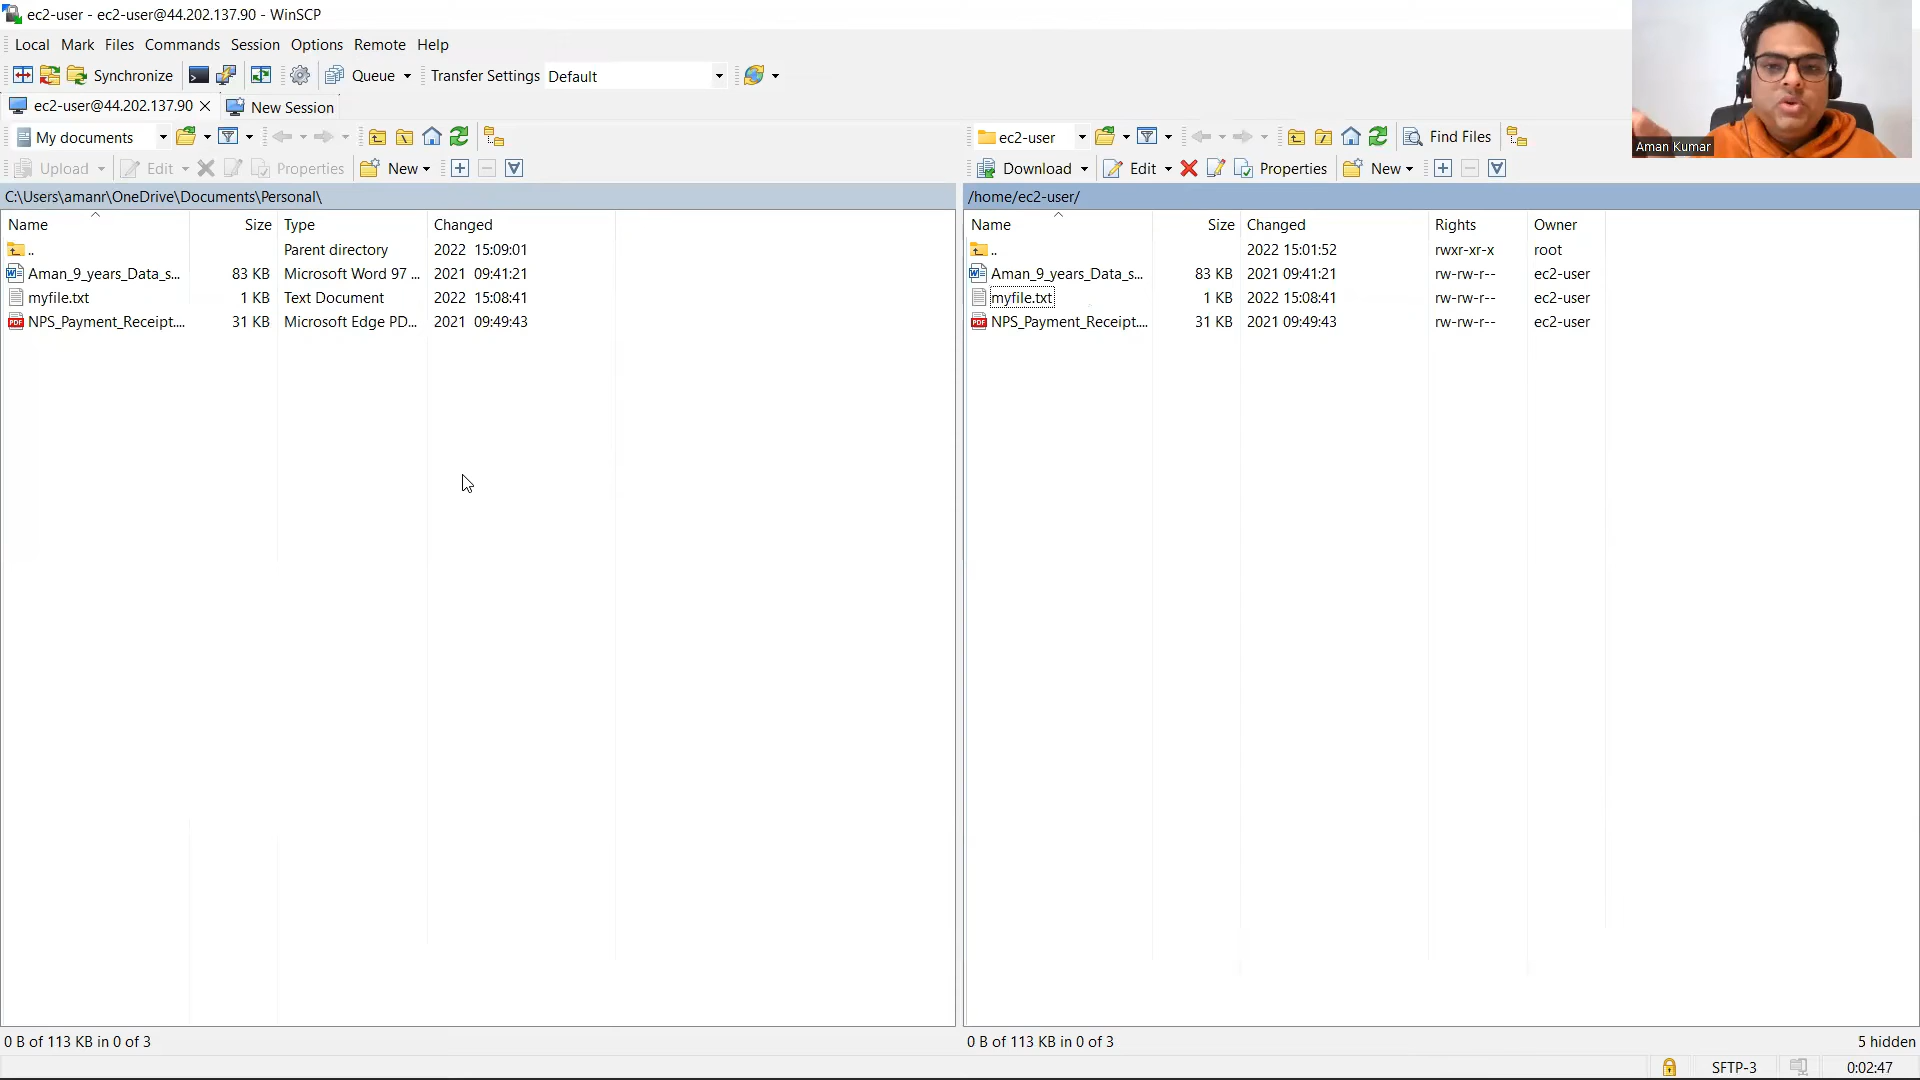 ec2-user - ec2-user@44.202.137.90 - WinSCP
Local Mark Files Commands Session Options Remote Help
Synchronize Queue Transfer Settings Default
ec2-user@44.202.137.90 New Session
My documents
Upload Edit Properties New
C:\Users\amanr\OneDrive\Documents\Personal\
Name Size Type Changed
.. Parent directory 2022 15:09:01
Aman_9_years_Data_s... 83 KB Microsoft Word 97 ... 2021 09:41:21
myfile.txt 1 KB Text Document 2022 15:08:41
NPS_Payment_Receipt.... 31 KB Microsoft Edge PD... 2021 09:49:43
0 B of 113 KB in 0 of 3
ec2-user Find Files
Download Edit Properties New
/home/ec2-user/
Name Size Changed Rights Owner
.. 2022 15:01:52 rwxr-xr-x root
Aman_9_years_Data_s... 83 KB 2021 09:41:21 rw-rw-r-- ec2-user
myfile.txt 1 KB 2022 15:08:41 rw-rw-r-- ec2-user
NPS_Payment_Receipt.... 31 KB 2021 09:49:43 rw-rw-r-- ec2-user
0 B of 113 KB in 0 of 3 5 hidden
SFTP-3 0:02:47
Aman Kumar